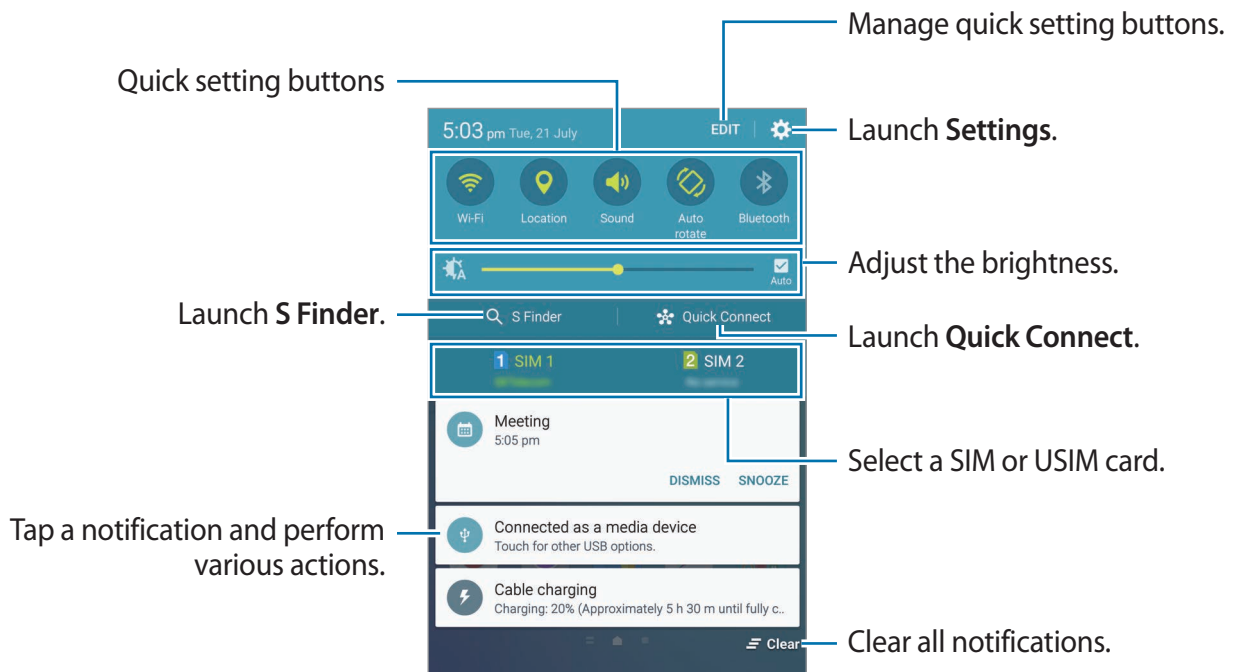 Manage quick setting buttons.
Quick setting buttons
5:03 pm Tue, 21 July
EDIT
Launch Settings.
Wi-Fi
Location
Sound
Auto
rotate
Bluetooth
A
Auto
Adjust the brightness.
Launch S Finder.
S Finder
Quick Connect
Launch Quick Connect.
1 SIM 1
2 SIM 2
Meeting
5:05 pm
Select a SIM or USIM card.
DISMISS SNOOZE
Tap a notification and perform
various actions.
Connected as a media device
Touch for other USB options.
Cable charging
Charging: 20% (Approximately 5 h 30 m until fully c..
Clear
Clear all notifications.